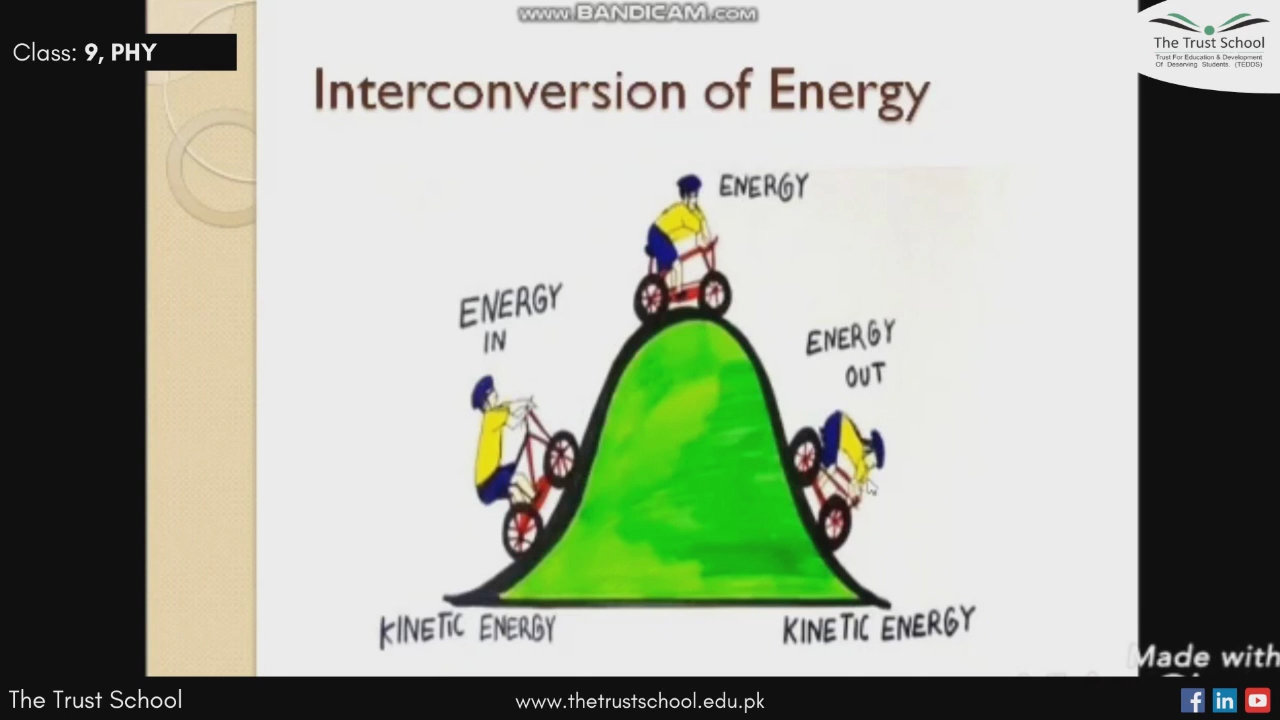 www.BANDICAM.com
Class: 9, PHY
The Trust School
Trust For Education & Development
Of Deserving Students. (TEDDS)
Interconversion of Energy
ENERGY
ENERGY
IN
ENERGY
OUT
KINETIC ENERGY
KINETIC ENERGY
Made with
The Trust School
www.thetrustschool.edu.pk